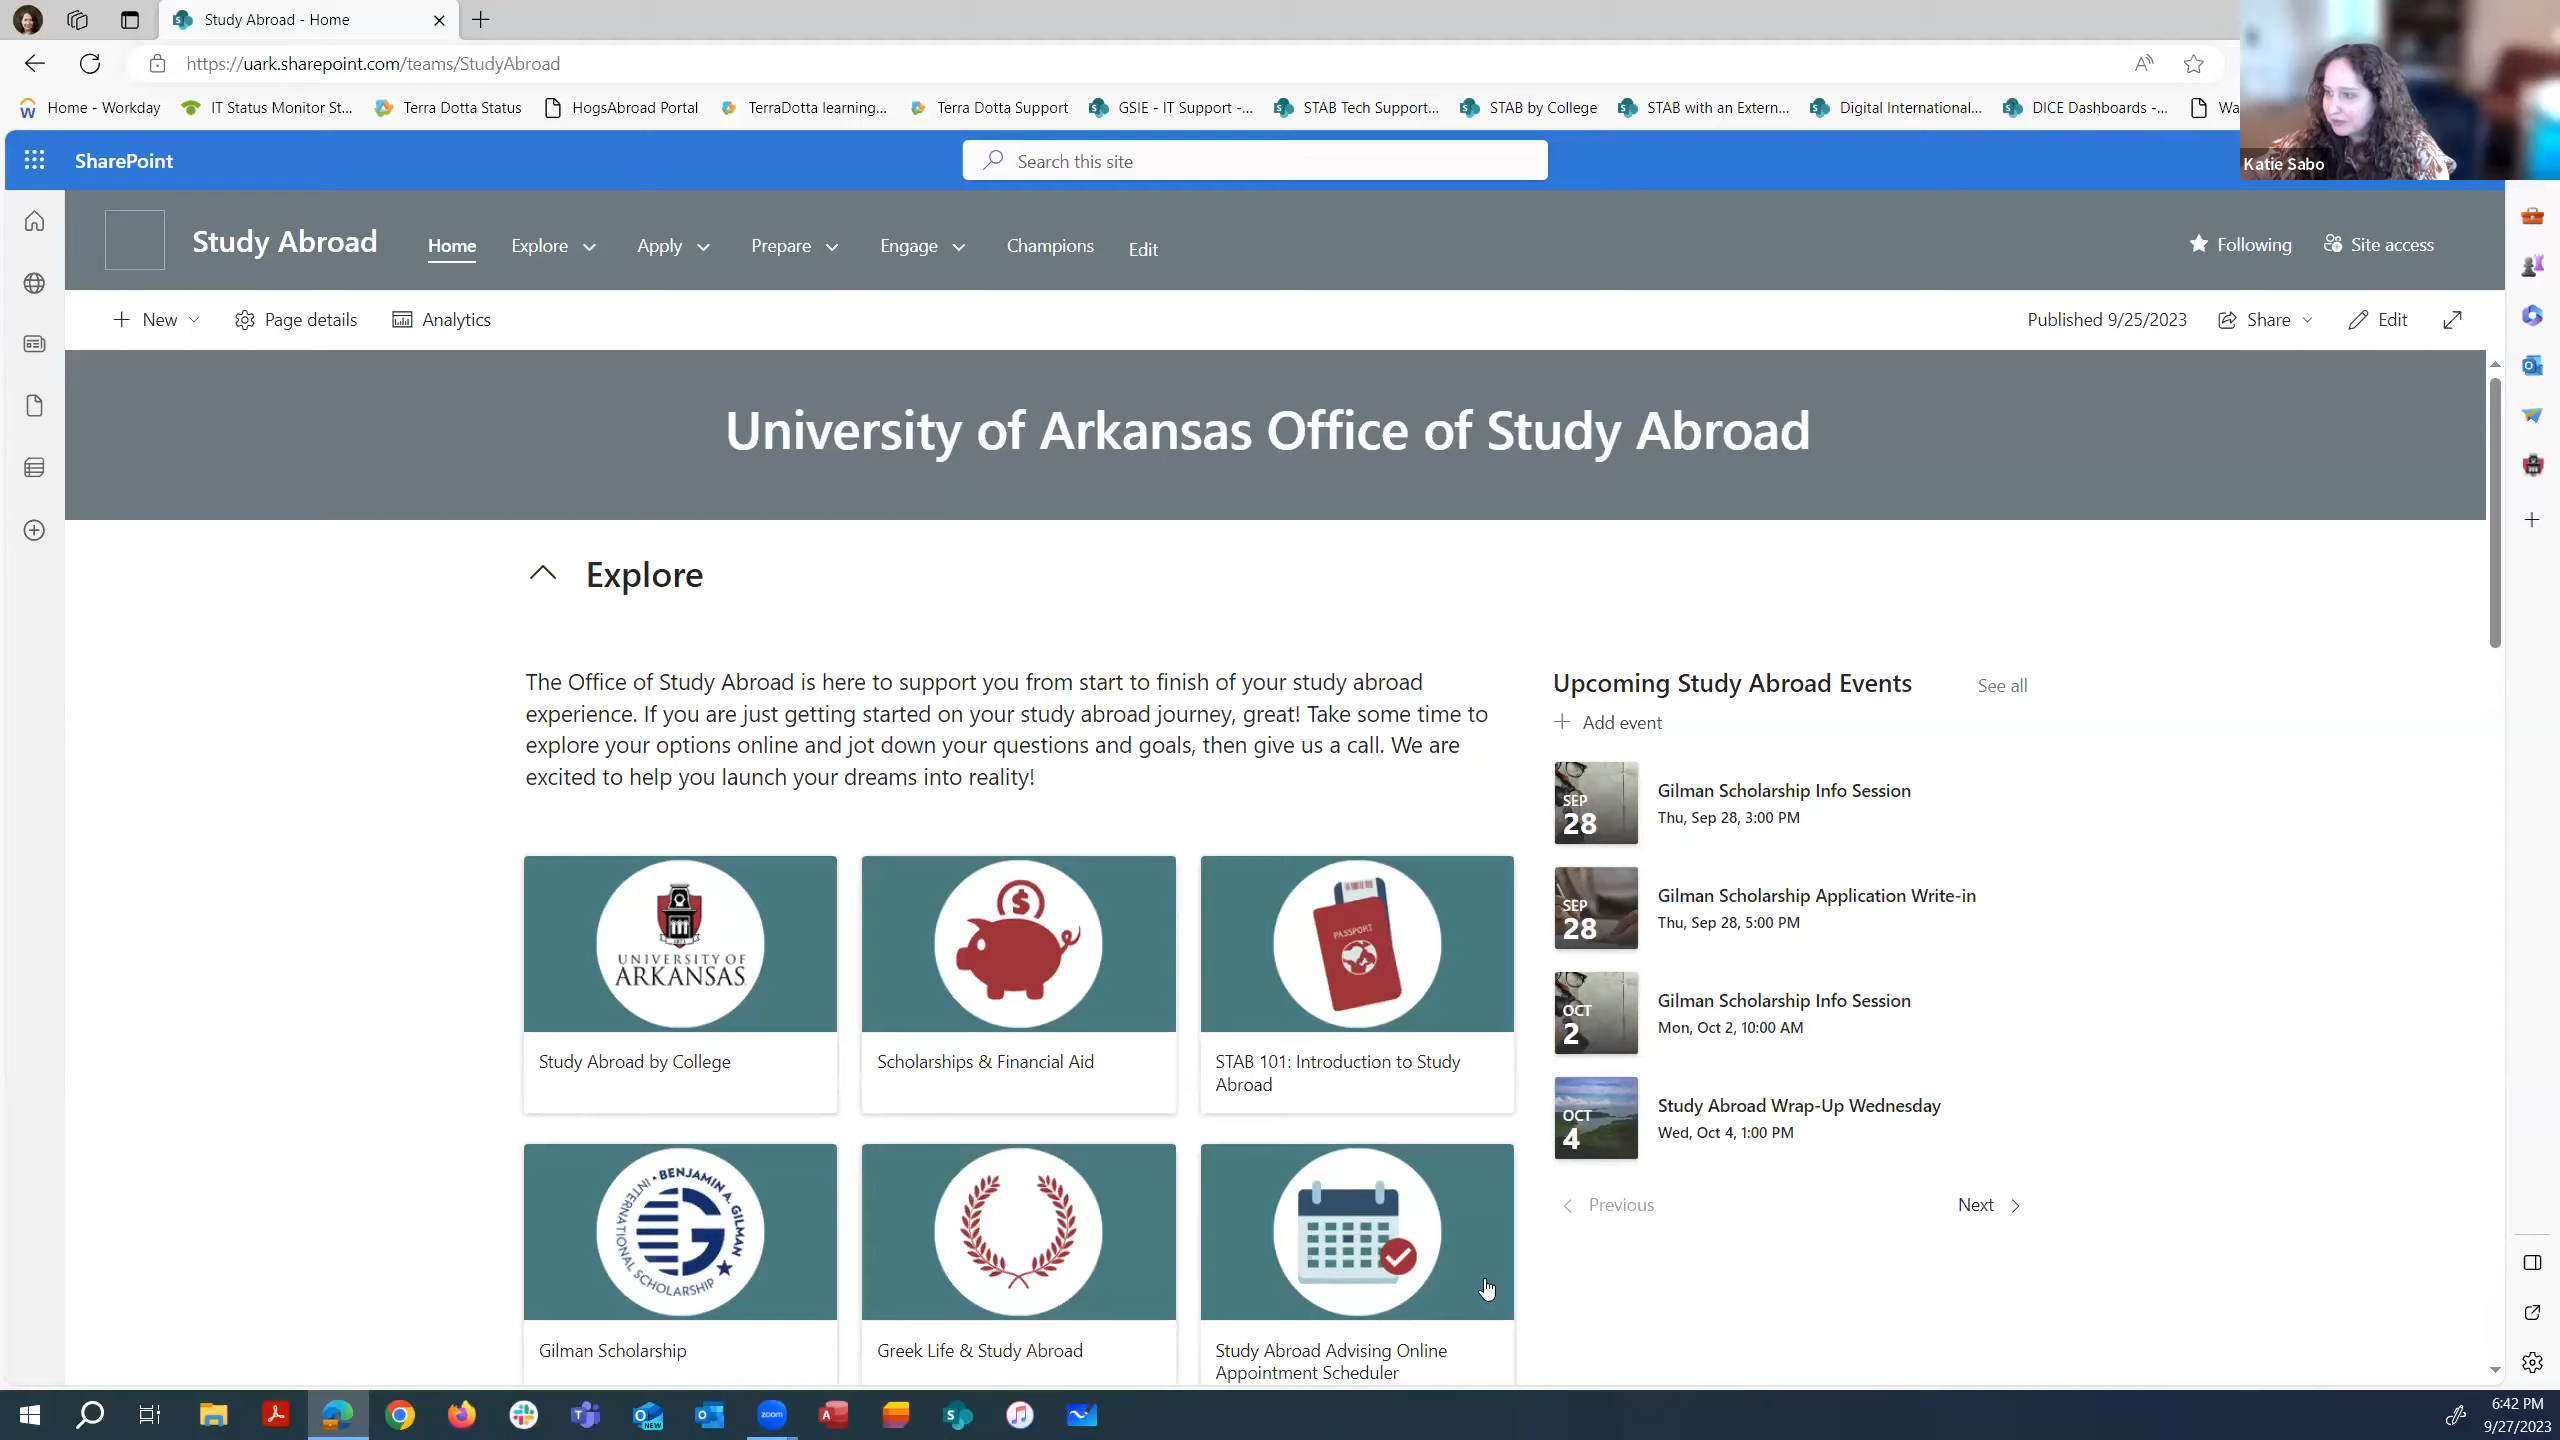 Study Abroad - Home
https://uark.sharepoint.com/teams/StudyAbroad
Home - Workday
IT Status Monitor St...
Terra Dotta Status
HogsAbroad Portal
TerraDotta learning...
Terra Dotta Support
GSIE - IT Support -...
STAB Tech Support...
STAB by College
STAB with an Extern...
Digital International...
DICE Dashboards -...
Wa
Katie Sabo
SharePoint
Search this site
Study Abroad
Home
Explore
Apply
Prepare
Engage
Champions
Edit
Following
Site access
New
Page details
Analytics
Published 9/25/2023
Share
Edit
University of Arkansas Office of Study Abroad
Explore
The Office of Study Abroad is here to support you from start to finish of your study abroad
experience. If you are just getting started on your study abroad journey, great! Take some time to
explore your options online and jot down your questions and goals, then give us a call. We are
excited to help you launch your dreams into reality!
UNIVERSITY OF
ARKANSAS
Study Abroad by College
Scholarships & Financial Aid
PASSPORT
STAB 101: Introduction to Study
Abroad
BENJAMIN A. GILMAN
INTERNATIONAL SCHOLARSHIP
G
Gilman Scholarship
Greek Life & Study Abroad
Study Abroad Advising Online
Appointment Scheduler
Upcoming Study Abroad Events
See all
Add event
SEP
28
Gilman Scholarship Info Session
Thu, Sep 28, 3:00 PM
SEP
28
Gilman Scholarship Application Write-in
Thu, Sep 28, 5:00 PM
OCT
2
Gilman Scholarship Info Session
Mon, Oct 2, 10:00 AM
OCT
4
Study Abroad Wrap-Up Wednesday
Wed, Oct 4, 1:00 PM
Previous
Next
zoom
NEW
6:42 PM
9/27/2023